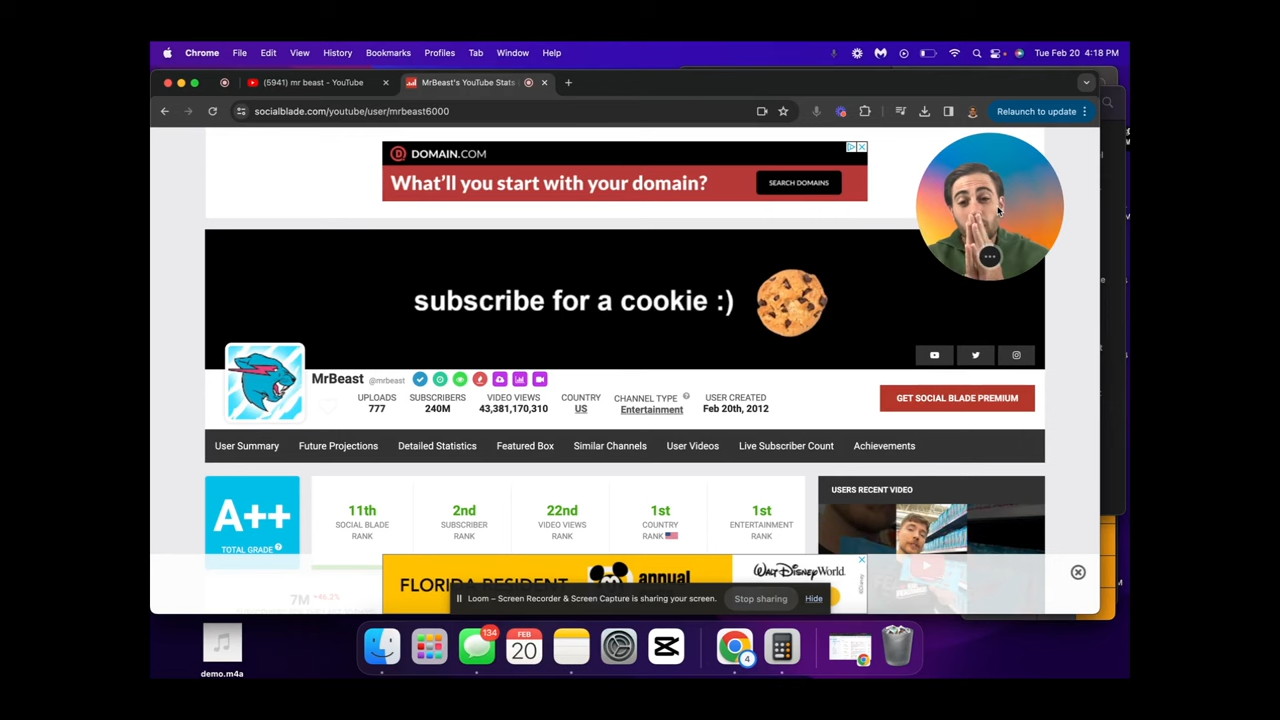 Chrome File Edit View History Bookmarks Profiles Tab Window Help Tue Feb 20 4:18 PM
(5941) mr beast - YouTube MrBeast's YouTube Stats
socialblade.com/youtube/user/mrbeast6000 Relaunch to update
DOMAIN.COM
What'll you start with your domain? SEARCH DOMAINS
subscribe for a cookie :)
MrBeast @mrbeast
UPLOADS
777
SUBSCRIBERS
240M
VIDEO VIEWS
43,381,170,310
COUNTRY
US
CHANNEL TYPE
Entertainment
USER CREATED
Feb 20th, 2012
GET SOCIAL BLADE PREMIUM
User Summary Future Projections Detailed Statistics Featured Box Similar Channels User Videos Live Subscriber Count Achievements
A++
TOTAL GRADE
11th
SOCIAL BLADE
RANK
2nd
SUBSCRIBER
RANK
22nd
VIDEO VIEWS
RANK
1st
COUNTRY
RANK
1st
ENTERTAINMENT
RANK
USERS RECENT VIDEO
FLORIDA RESIDENT annual
WALT DISNEY World
7M
Loom – Screen Recorder & Screen Capture is sharing your screen. Stop sharing Hide
134
FEB
20
4
demo.m4a